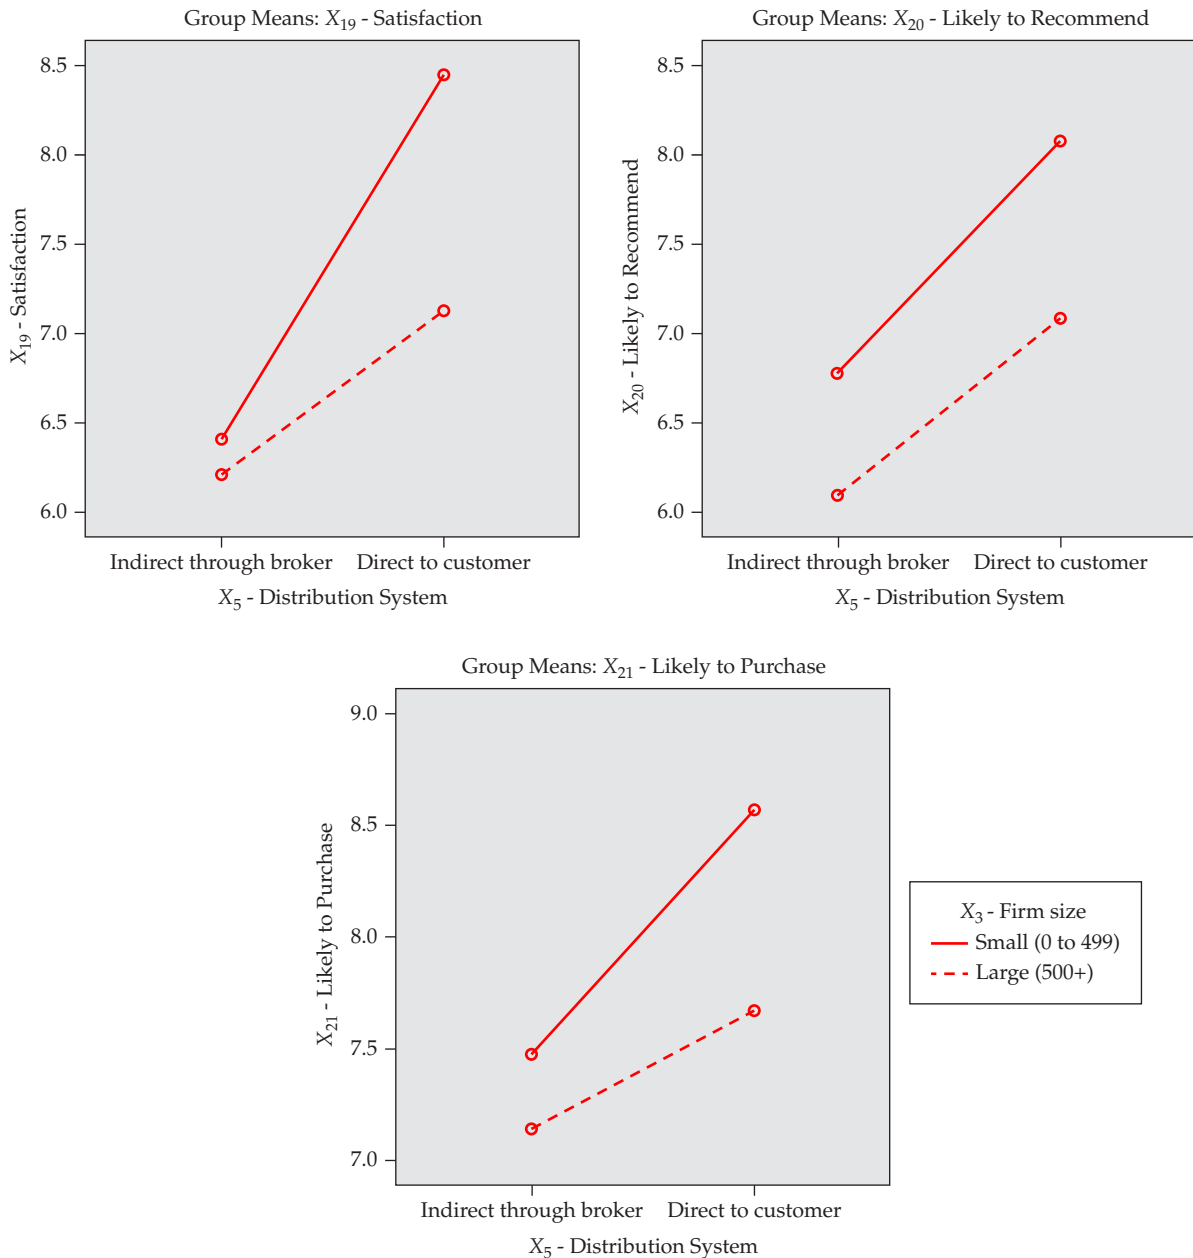 Group Means: X19 - Satisfaction
8.5
8.0
7.5
7.0
6.5
6.0
X19 - Satisfaction
Indirect through broker
Direct to customer
X5 - Distribution System
Group Means: X20 - Likely to Recommend
8.5
8.0
7.5
7.0
6.5
6.0
X20 - Likely to Recommend
Indirect through broker
Direct to customer
X5 - Distribution System
Group Means: X21 - Likely to Purchase
9.0
8.5
8.0
7.5
7.0
X21 - Likely to Purchase
Indirect through broker
Direct to customer
X5 - Distribution System
X3 - Firm size
Small (0 to 499)
Large (500+)